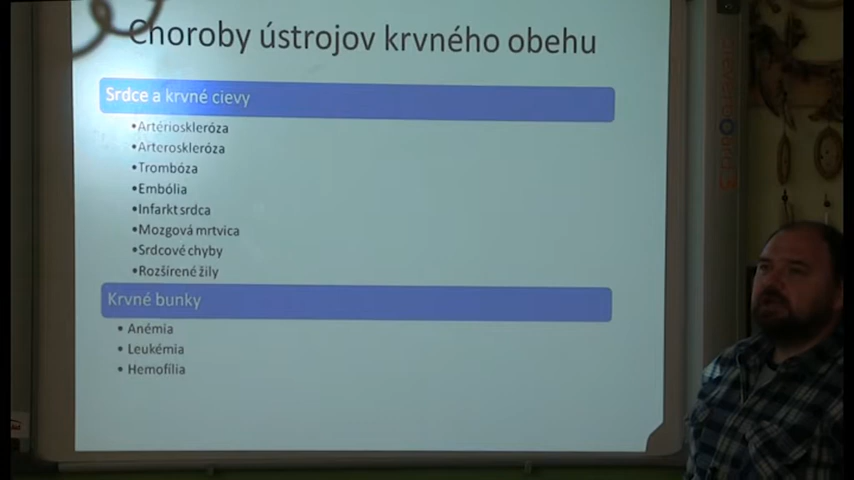 Choroby ústrojov krvného obehu
Srdce a krvné cievy
•Artérioskleróza
•Arteroskleróza
•Trombóza
•Embólia
•Infarkt srdca
•Mozgová mrtvica
•Srdcové chyby
•Rozšírené žily
Krvné bunky
• Anémia
• Leukémia
• Hemofília